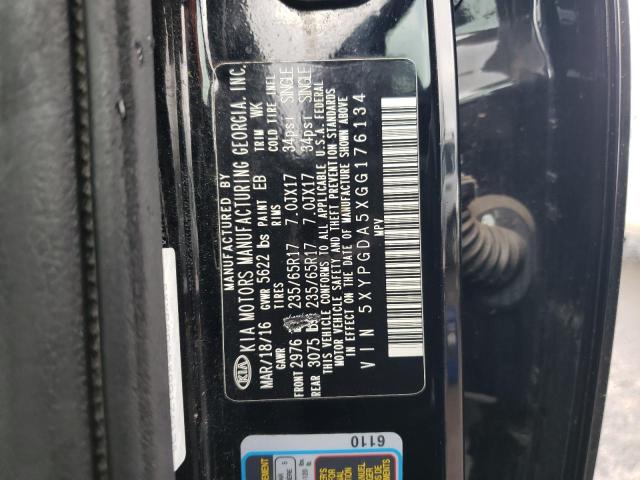 KIA
MANUFACTURED BY
KIA MOTORS MANUFACTURING GEORGIA, INC.
MAR/18/16 GVWR 5622 lbs PAINT EB TRIM WK
GAWR TIRES RIMS COLD TIRE INFL
FRONT 2976 235/65R17 7.0JX17 34psi SINGLE
REAR 3075 lbs 235/65R17 7.0JX17 34psi SINGLE
THIS VEHICLE CONFORMS TO ALL APPLICABLE U.S.A. FEDERAL
MOTOR VEHICLE SAFETY AND THEFT PREVENTION STANDARDS
IN EFFECT ON THE DATE OF MANUFACTURE SHOWN ABOVE
VIN 5XYPGDA5XGG176134
MPV
6110